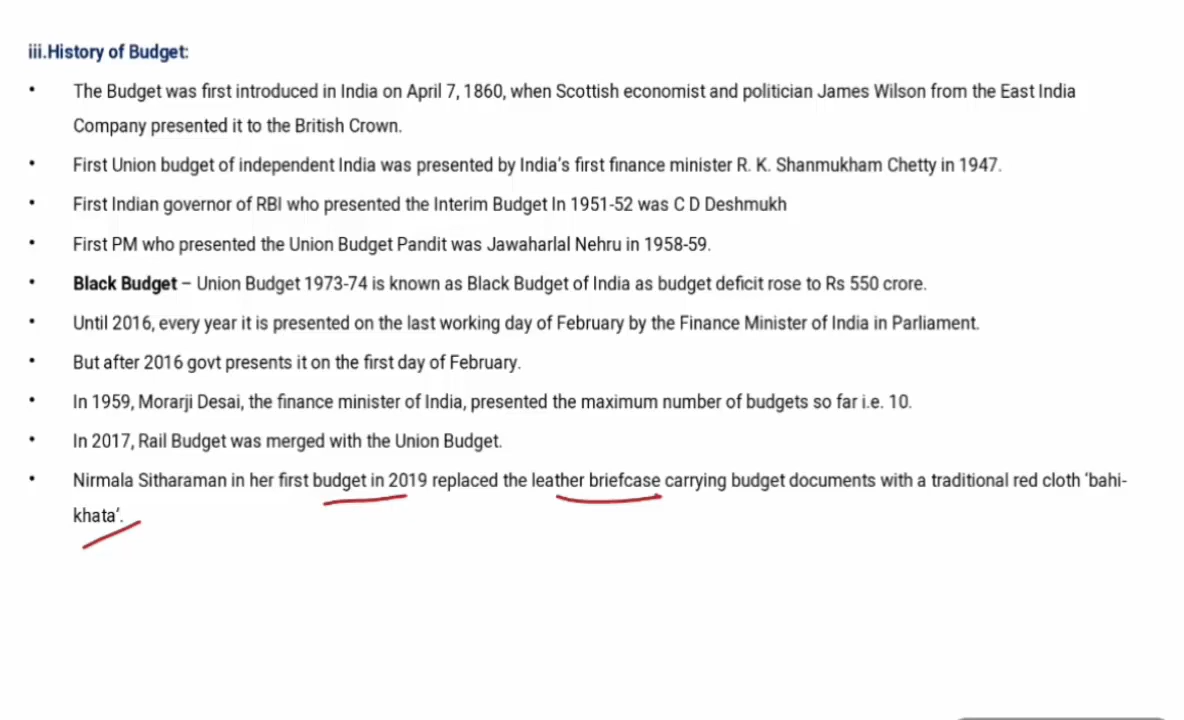 iii.History of Budget:
• The Budget was first introduced in India on April 7, 1860, when Scottish economist and politician James Wilson from the East India
Company presented it to the British Crown.
• First Union budget of independent India was presented by India's first finance minister R. K. Shanmukham Chetty in 1947.
• First Indian governor of RBI who presented the Interim Budget In 1951-52 was C D Deshmukh
• First PM who presented the Union Budget Pandit was Jawaharlal Nehru in 1958-59.
• Black Budget – Union Budget 1973-74 is known as Black Budget of India as budget deficit rose to Rs 550 crore.
• Until 2016, every year it is presented on the last working day of February by the Finance Minister of India in Parliament.
• But after 2016 govt presents it on the first day of February.
• In 1959, Morarji Desai, the finance minister of India, presented the maximum number of budgets so far i.e. 10.
• In 2017, Rail Budget was merged with the Union Budget.
• Nirmala Sitharaman in her first budget in 2019 replaced the leather briefcase carrying budget documents with a traditional red cloth 'bahi-
khata'.